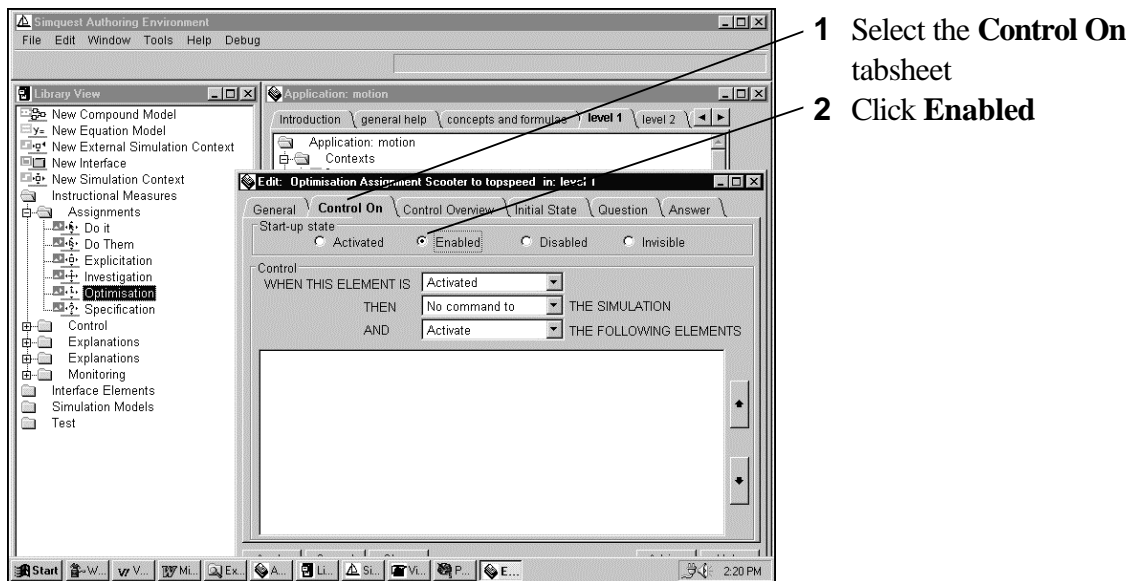 Simquest Authoring Environment
File Edit Window Tools Help Debug
Library View
New Compound Model
y= New Equation Model
New External Simulation Context
New Interface
New Simulation Context
Instructional Measures
Assignments
Do it
Do Them
Explicitation
Investigation
Optimisation
Specification
Control
Explanations
Explanations
Monitoring
Interface Elements
Simulation Models
Test
Application: motion
Introduction general help concepts and formulas level 1 level 2
Application: motion
Contexts
Edit: Optimisation Assignment Scooter to topspeed in: level 1
General Control On Control Overview Initial State Question Answer
Start-up state
Activated Enabled Disabled Invisible
Control
WHEN THIS ELEMENT IS Activated
THEN No command to THE SIMULATION
AND Activate THE FOLLOWING ELEMENTS
Start W... V... Mi... Ex... A... Li... Si... Vi... P... E... 2:20 PM
1 Select the Control On
tabsheet
2 Click Enabled